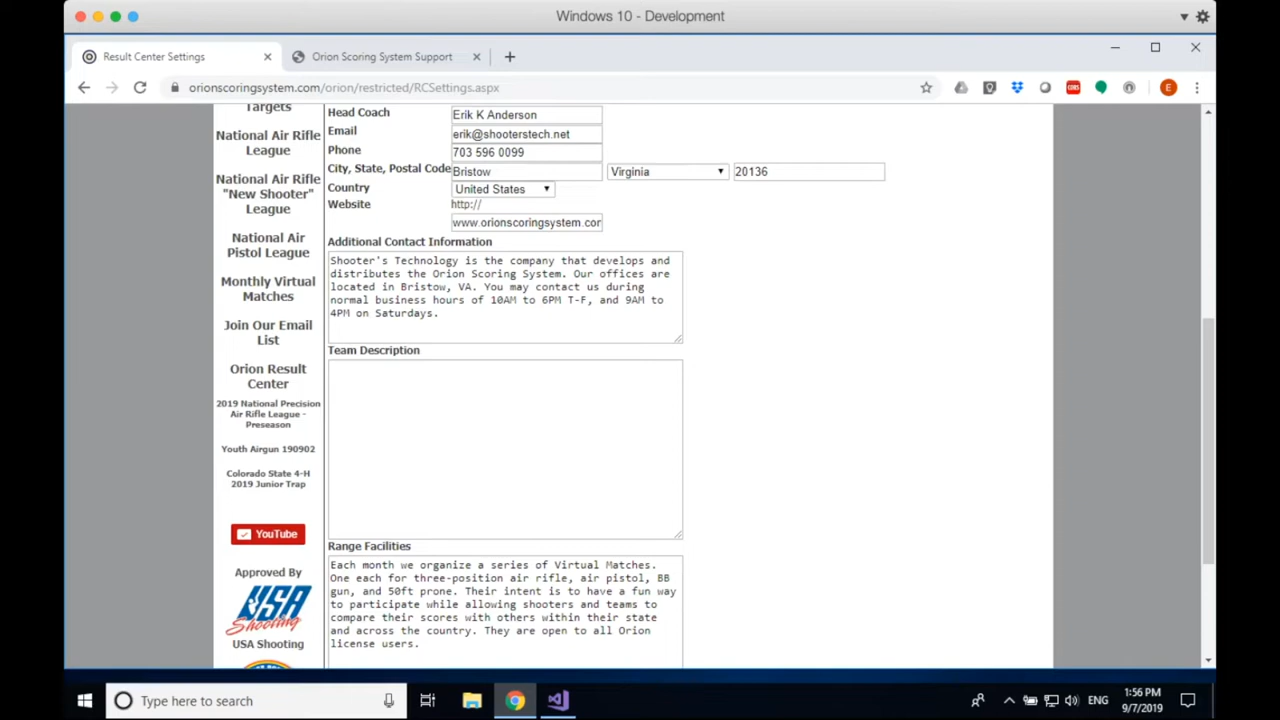 Windows 10 - Development
Result Center Settings
Orion Scoring System Support
orionscoringsystem.com/orion/restricted/RCSettings.aspx
Targets
National Air Rifle
League
National Air Rifle
"New Shooter"
League
National Air
Pistol League
Monthly Virtual
Matches
Join Our Email
List
Orion Result
Center
2019 National Precision
Air Rifle League -
Preseason
Youth Airgun 190902
Colorado State 4-H
2019 Junior Trap
YouTube
Approved By
USA
Shooting
USA Shooting
Head Coach Erik K Anderson
Email erik@shooterstech.net
Phone 703 596 0099
City, State, Postal Code Bristow Virginia 20136
Country United States
Website http://
www.orionscoringsystem.cor
Additional Contact Information
Shooter's Technology is the company that develops and
distributes the Orion Scoring System. Our offices are
located in Bristow, VA. You may contact us during
normal business hours of 10AM to 6PM T-F, and 9AM to
4PM on Saturdays.
Team Description
Range Facilities
Each month we organize a series of Virtual Matches.
One each for three-position air rifle, air pistol, BB
gun, and 50ft prone. Their intent is to have a fun way
to participate while allowing shooters and teams to
compare their scores with others within their state
and across the country. They are open to all Orion
license users.
Type here to search
ENG
1:56 PM
9/7/2019